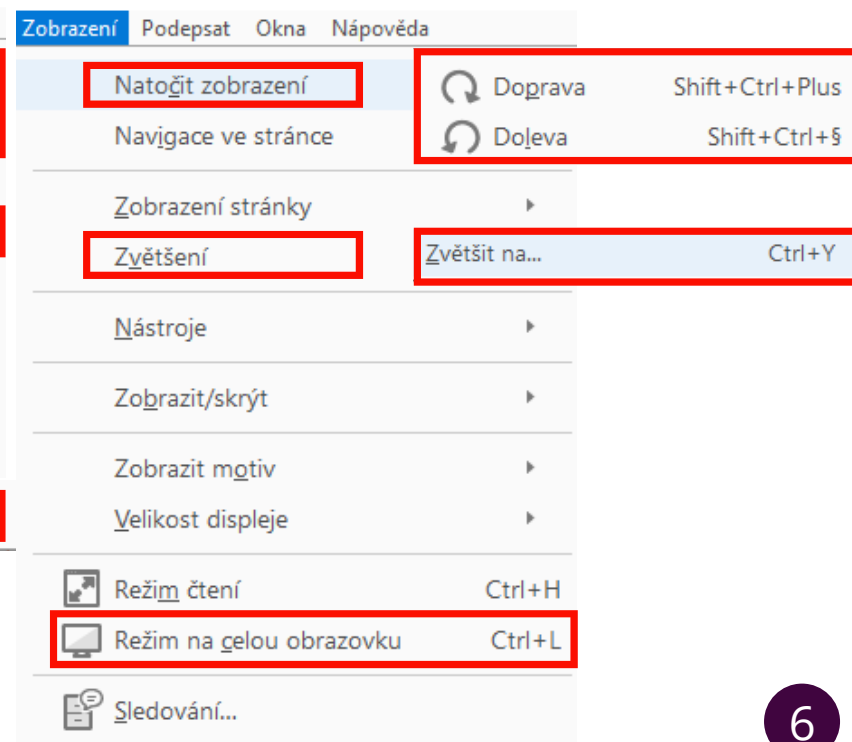 Zobrazení Podepsat Okna Nápověda
Natočit zobrazení Doprava Shift+Ctrl+Plus
Navigace ve stránce Doleva Shift+Ctrl+§
Zobrazení stránky
Zvětšení Zvětšit na... Ctrl+Y
Nástroje
Zobrazit/skrýt
Zobrazit motiv
Velikost displeje
Režim čtení Ctrl+H
Režim na celou obrazovku Ctrl+L
Sledování...
6